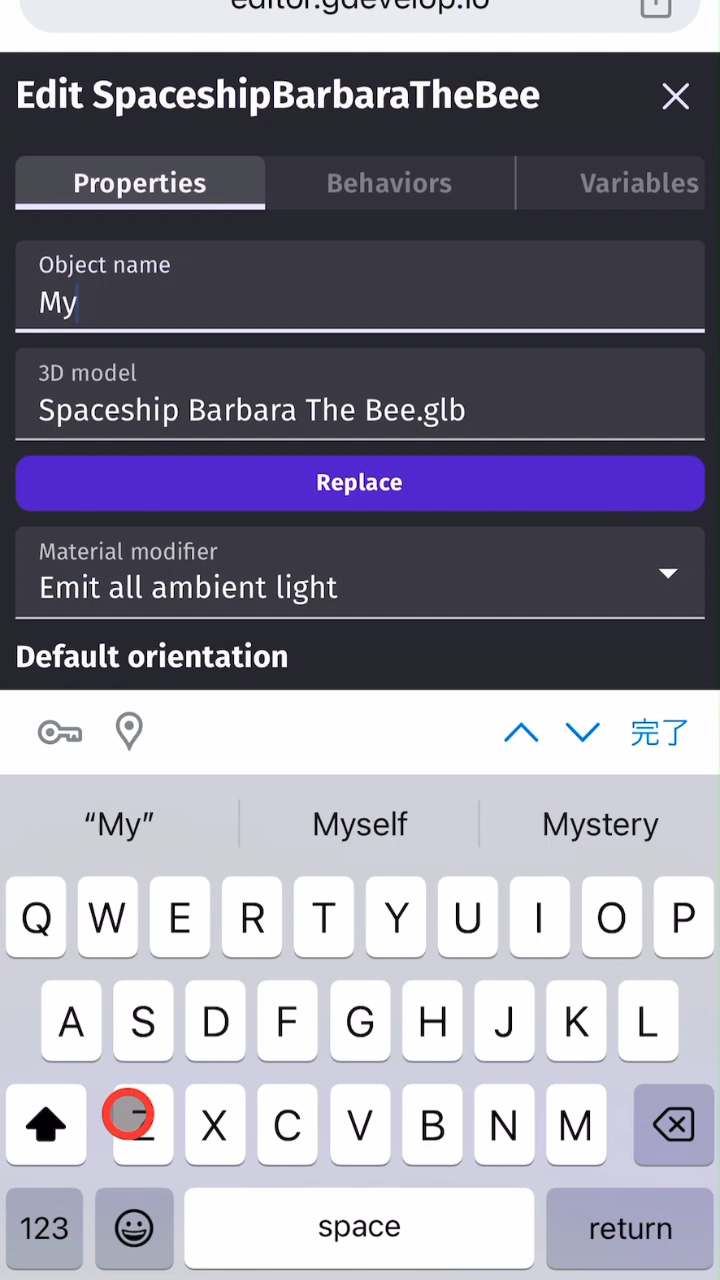 editor.gdevelop.io
Edit SpaceshipBarbaraTheBee
Properties Behaviors Variables
Object name
My
3D model
Spaceship Barbara The Bee.glb
Replace
Material modifier
Emit all ambient light
Default orientation
完了
“My” Myself Mystery
Q W E R T Y U I O P
A S D F G H J K L
Z X C V B N M
123 space return